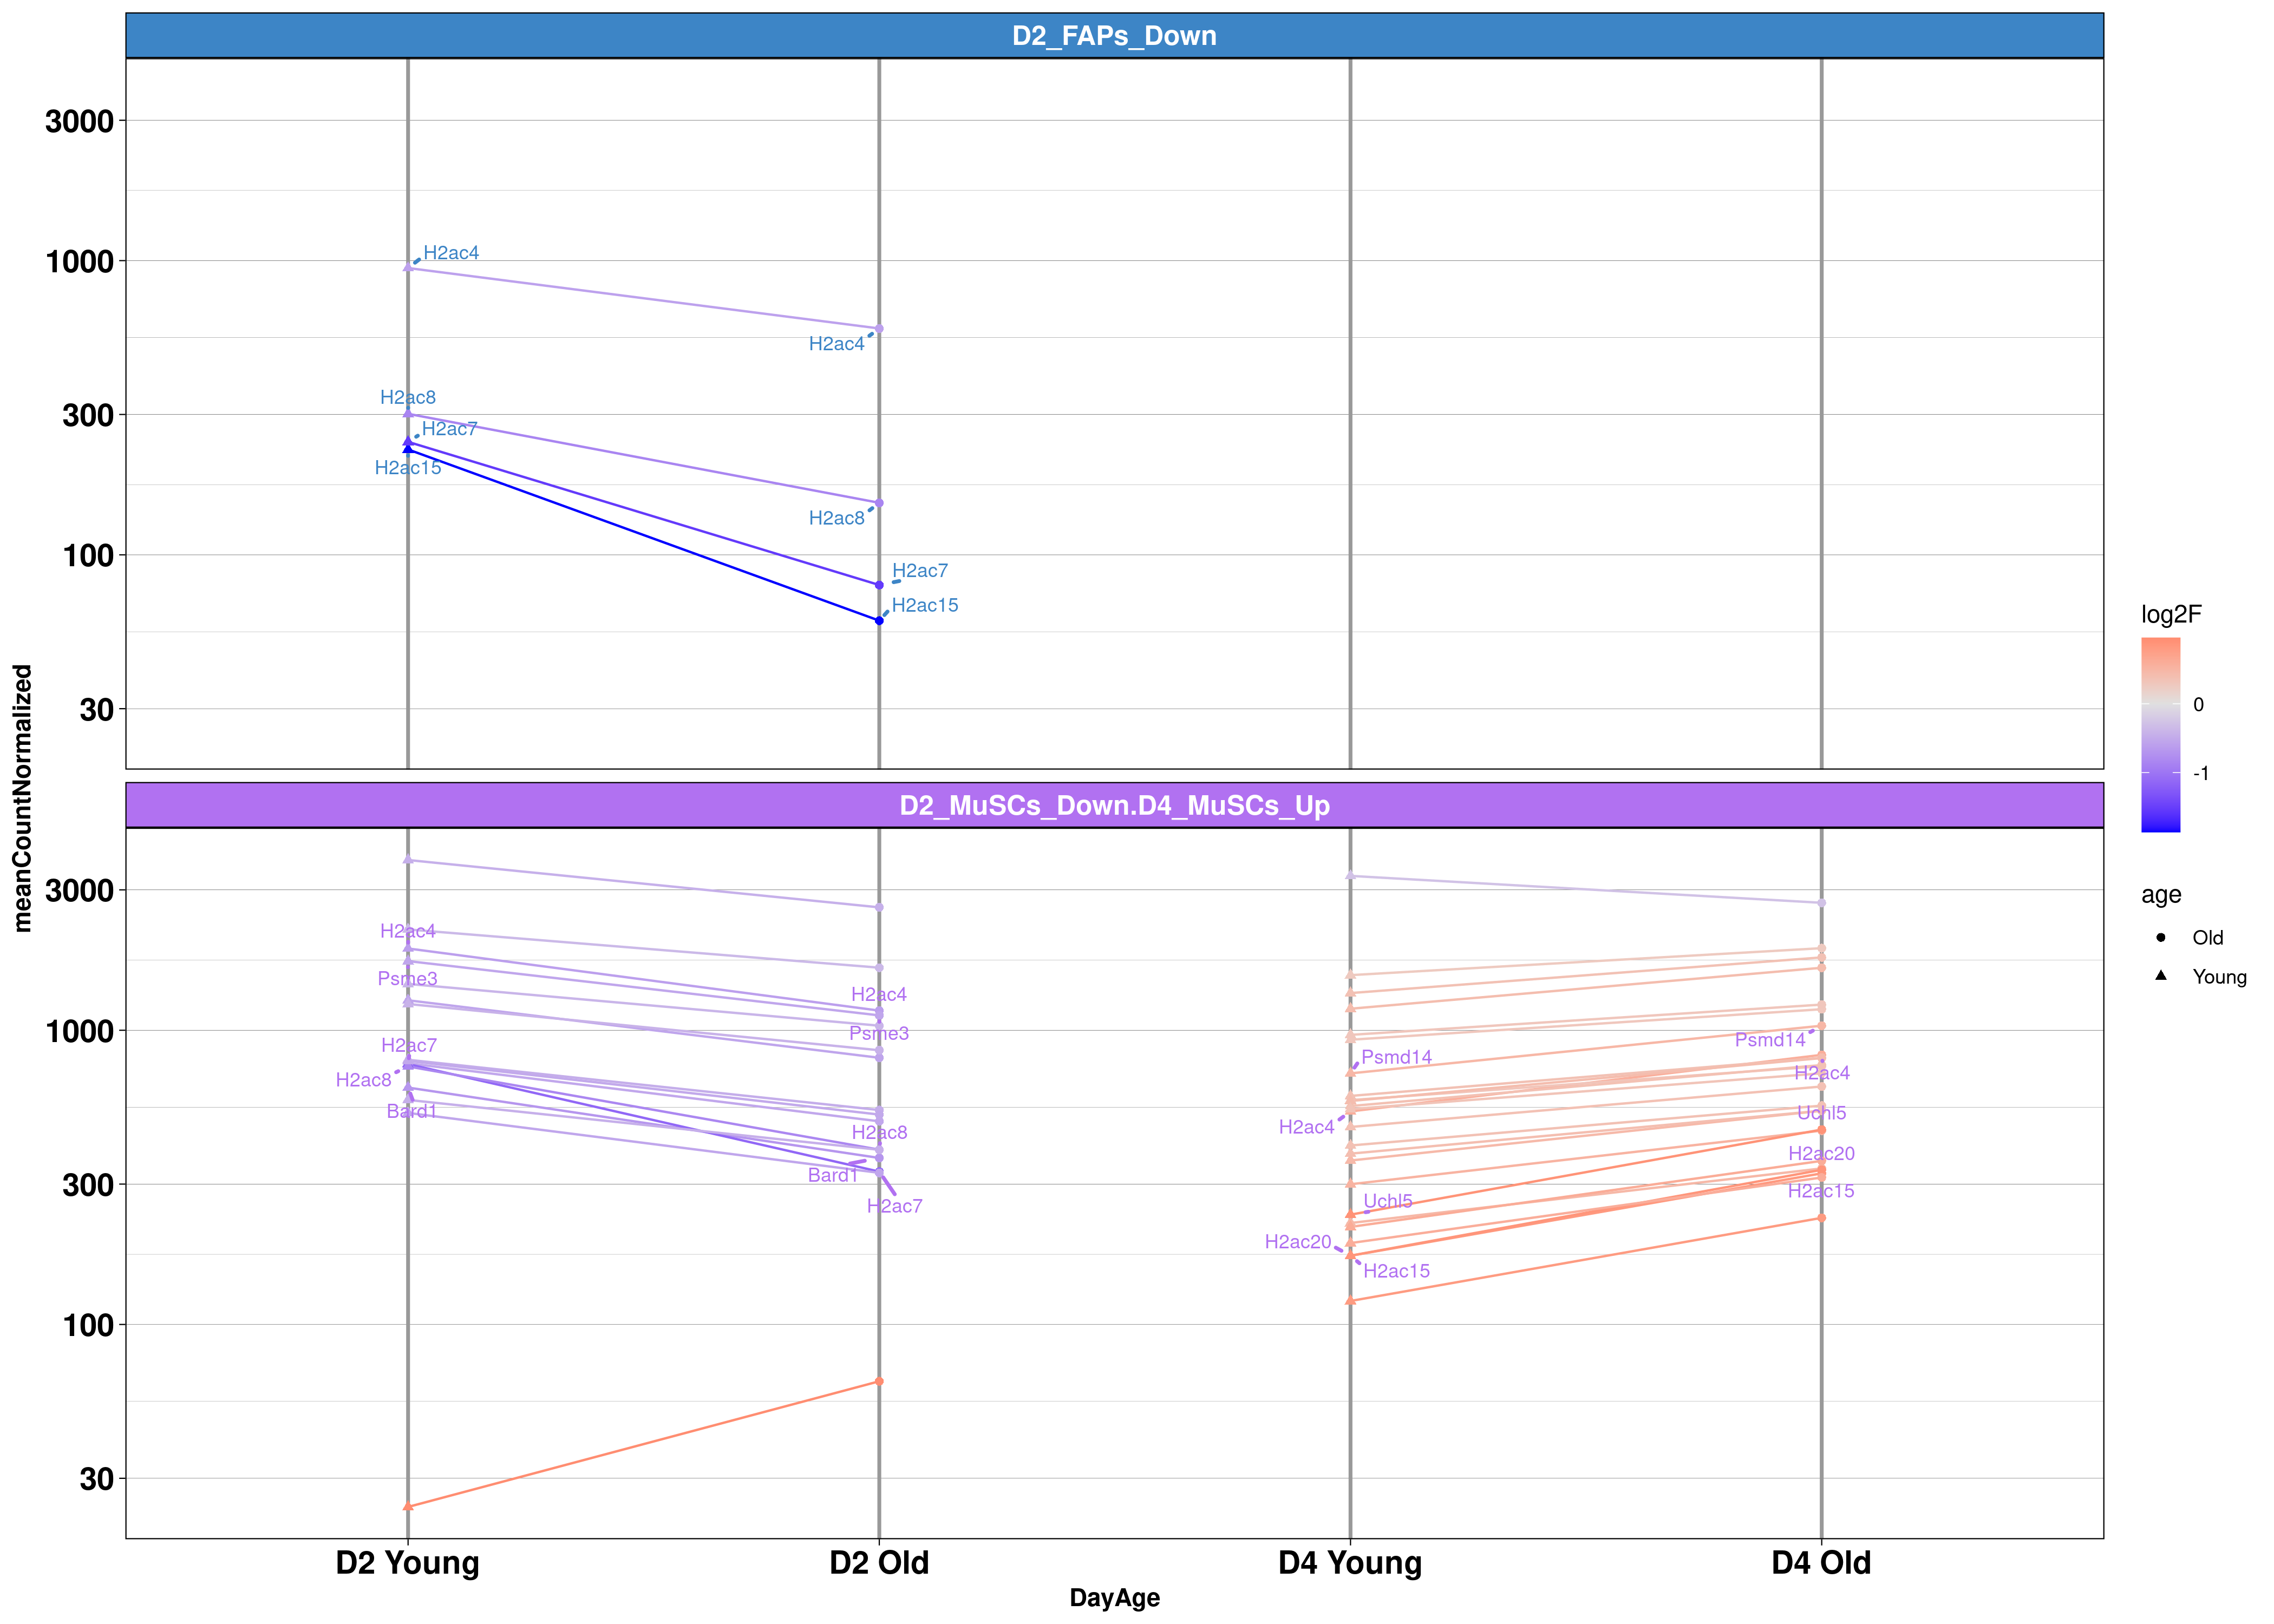 D2_FAPs_Down
3000
1000
300
100
30
H2ac4
H2ac4
H2ac8
H2ac7
H2ac15
H2ac8
H2ac7
H2ac15
meanCountNormalized
D2_MuSCs_Down.D4_MuSCs_Up
3000
1000
300
100
30
H2ac4
Psme3
H2ac7
H2ac8
Bard1
H2ac4
Psme3
H2ac8
Bard1
H2ac7
Psmd14
H2ac4
Uchl5
H2ac20
H2ac15
Psmd14
H2ac4
Uchl5
H2ac20
H2ac15
D2 Young
D2 Old
D4 Young
D4 Old
DayAge
log2F
0
-1
age
Old
Young